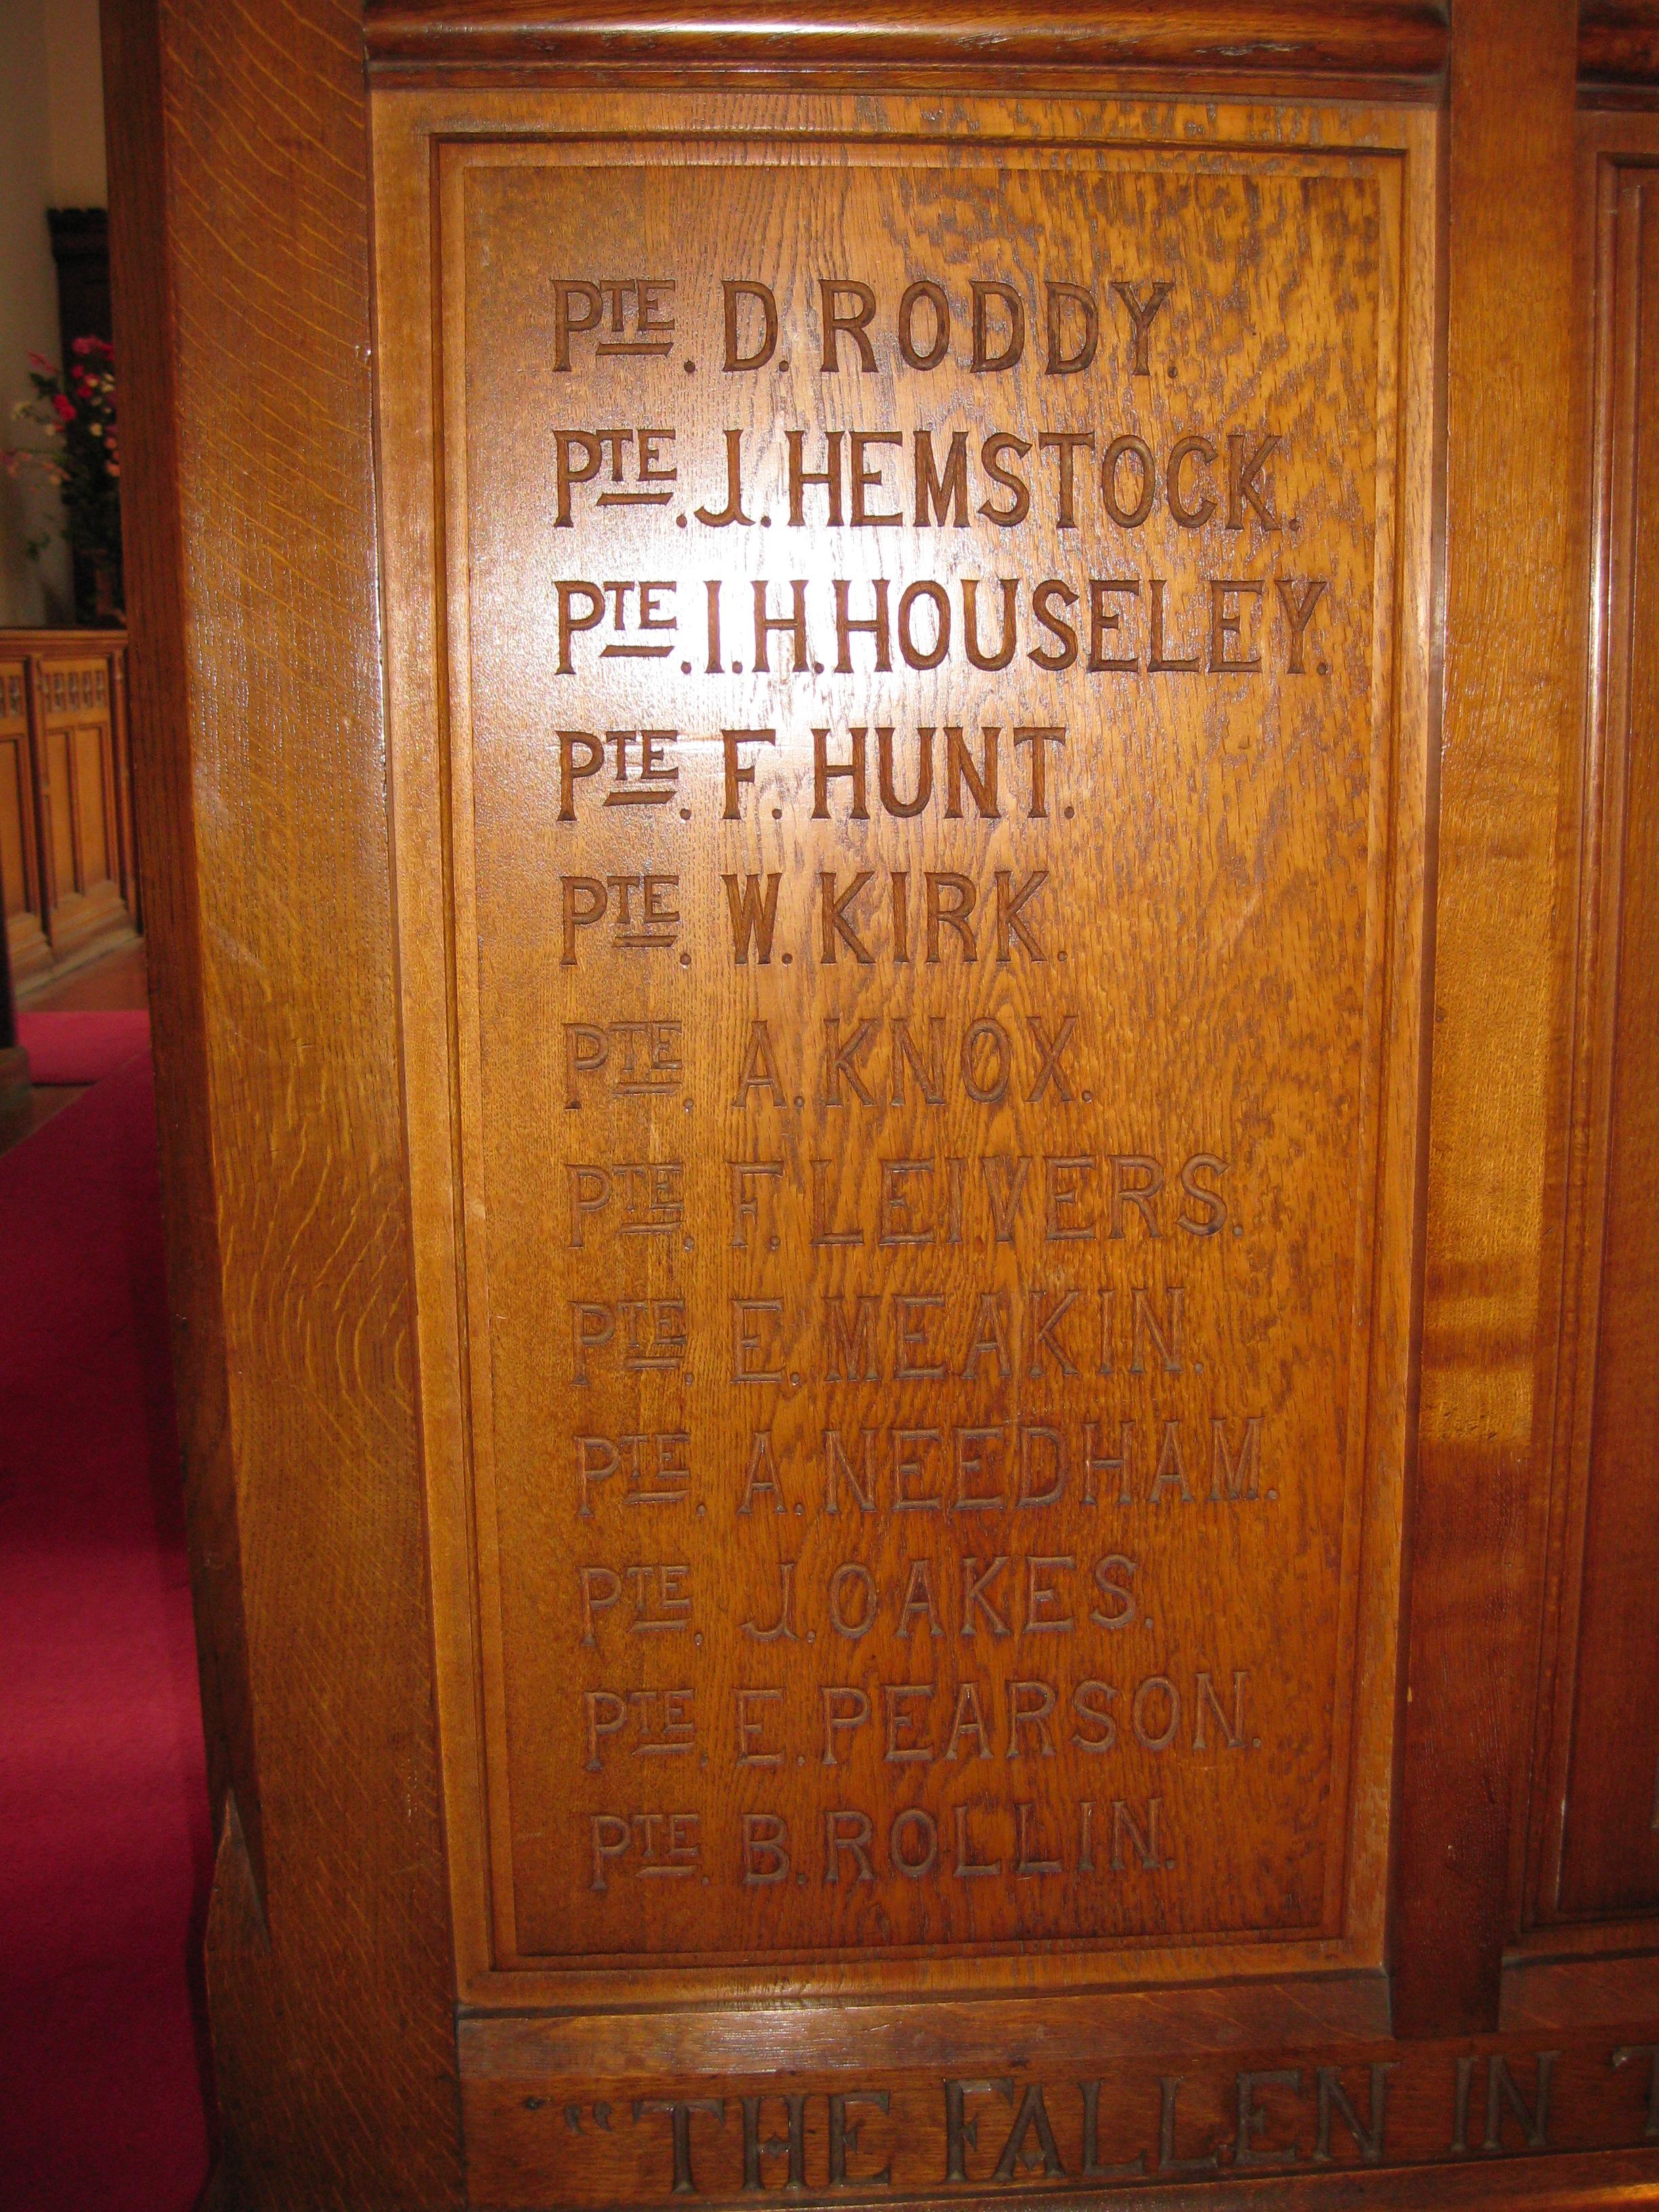 PTE. D. RODDY.
PTE. J. HEMSTOCK.
PTE. I. H. HOUSELEY.
PTE. F. HUNT.
PTE. W. KIRK.
PTE. A. KNOX.
PTE. F. LEIVERS.
PTE. E. MEAKIN.
PTE. A. NEEDHAM.
PTE. J. OAKES.
PTE. E. PEARSON.
PTE. B. ROLLIN.
"THE FALLEN IN